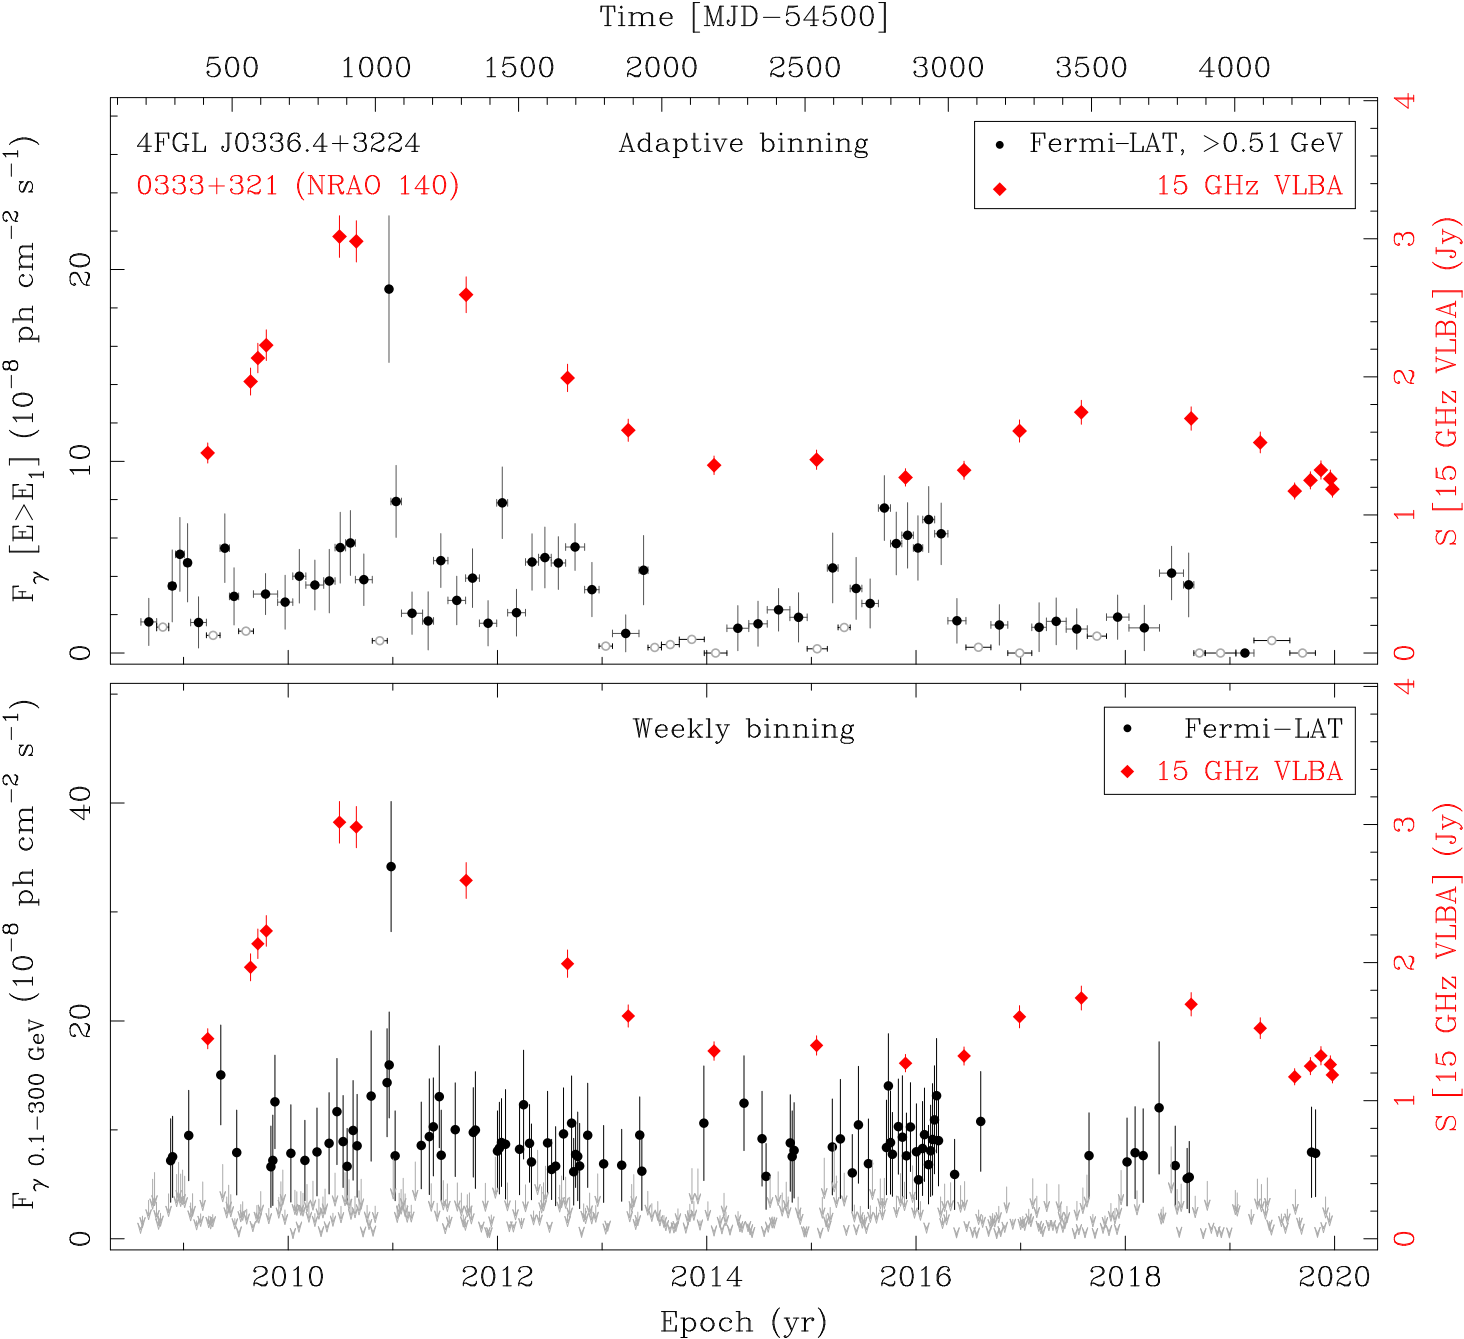 Time [MJD−54500]
500 1000 1500 2000 2500 3000 3500 4000
4FGL J0336.4+3224
0333+321 (NRAO 140)
Adaptive binning
Fermi−LAT, >0.51 GeV
15 GHz VLBA
F γ [E>E1] (10−8 ph cm−2 s−1)
20
10
0
S [15 GHz VLBA] (Jy)
4
3
2
1
0
Weekly binning
Fermi−LAT
15 GHz VLBA
F γ 0.1−300 GeV (10−8 ph cm−2 s−1)
40
20
0
S [15 GHz VLBA] (Jy)
4
3
2
1
0
2010 2012 2014 2016 2018 2020
Epoch (yr)